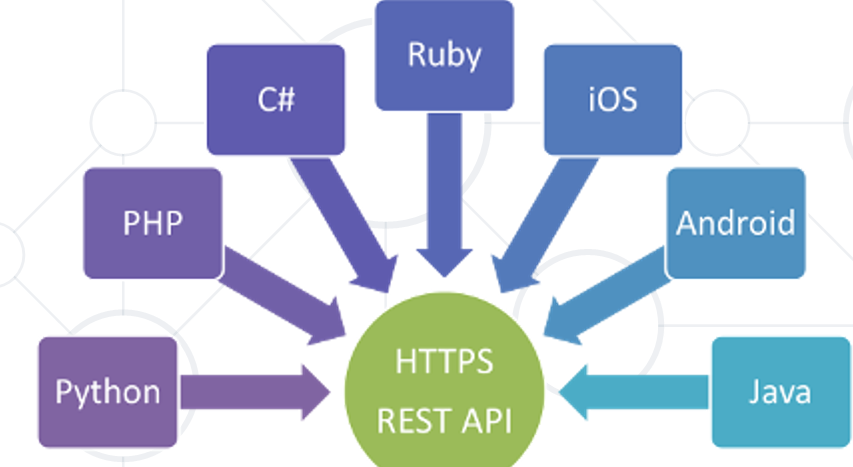 Ruby
C#
iOS
PHP
Android
HTTPS
REST API
Python
Java